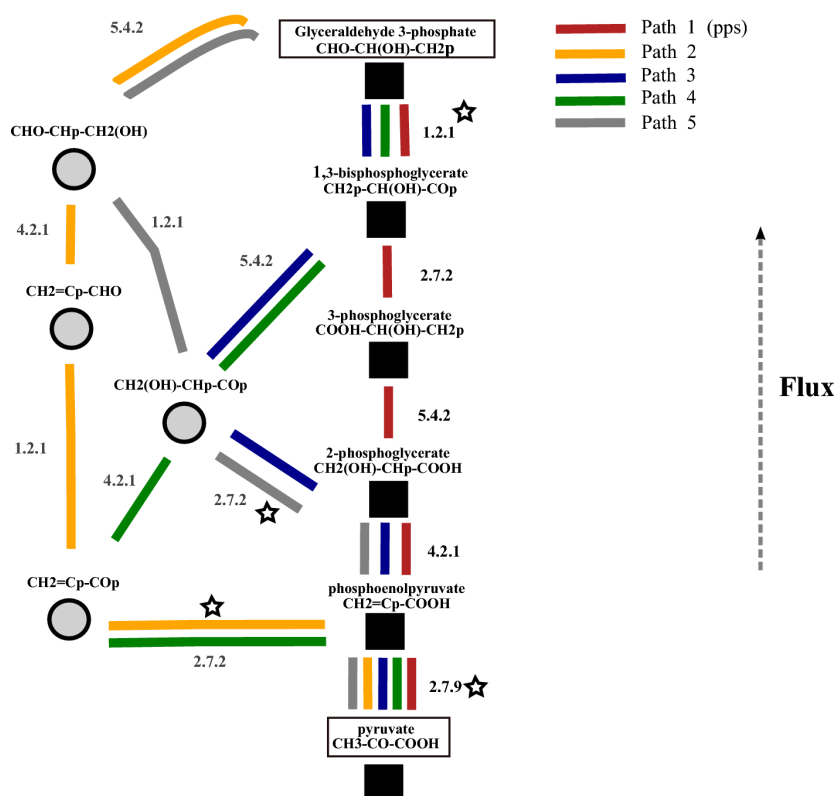 5.4.2
Glyceraldehyde 3-phosphate
CHO-CH(OH)-CH2p
Path 1 (pps)
Path 2
Path 3
Path 4
Path 5
1.2.1
CHO-CHp-CH2(OH)
1,3-bisphosphoglycerate
CH2p-CH(OH)-COp
4.2.1
1.2.1
5.4.2
2.7.2
CH2=Cp-CHO
3-phosphoglycerate
COOH-CH(OH)-CH2p
CH2(OH)-CHp-COp
Flux
5.4.2
1.2.1
2-phosphoglycerate
CH2(OH)-CHp-COOH
4.2.1
2.7.2
4.2.1
CH2=Cp-COp
phosphoenolpyruvate
CH2=Cp-COOH
2.7.2
2.7.9
pyruvate
CH3-CO-COOH